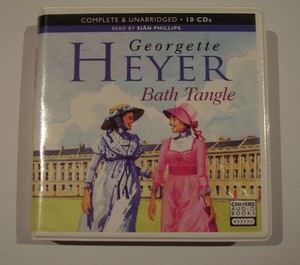 COMPLETE & UNABRIDGED • 10 CDs
READ BY SIÂN PHILLIPS
Georgette
HEYER
Bath Tangle
CHIVERS
AUDIO
BOOKS